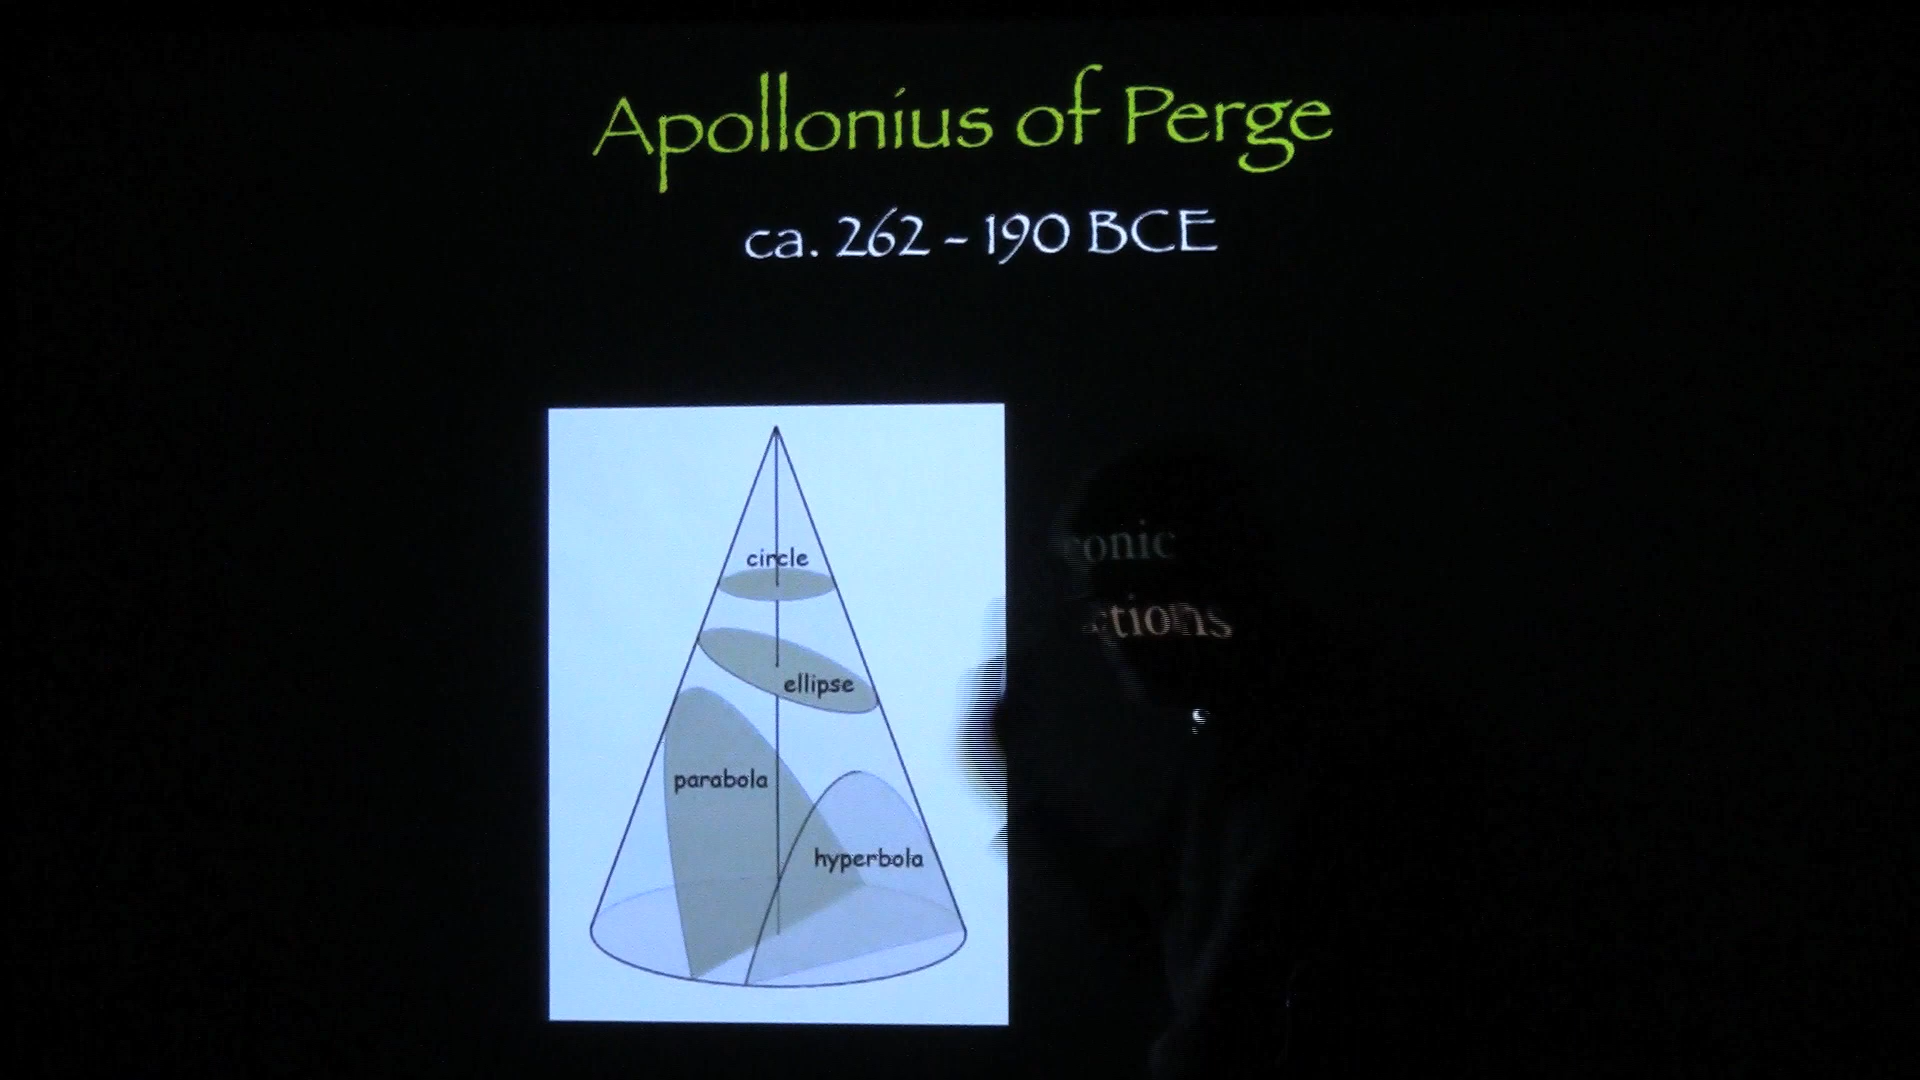 Apollonius of Perge
ca. 262 - 190 BCE
circle
ellipse
parabola
hyperbola